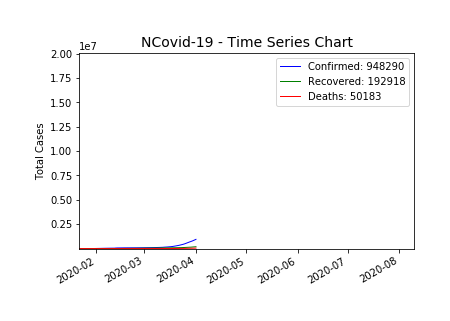 NCovid-19 - Time Series Chart
1e7
2.00
1.75
1.50
1.25
1.00
0.75
0.50
0.25
Total Cases
Confirmed: 948290
Recovered: 192918
Deaths: 50183
2020-02
2020-03
2020-04
2020-05
2020-06
2020-07
2020-08